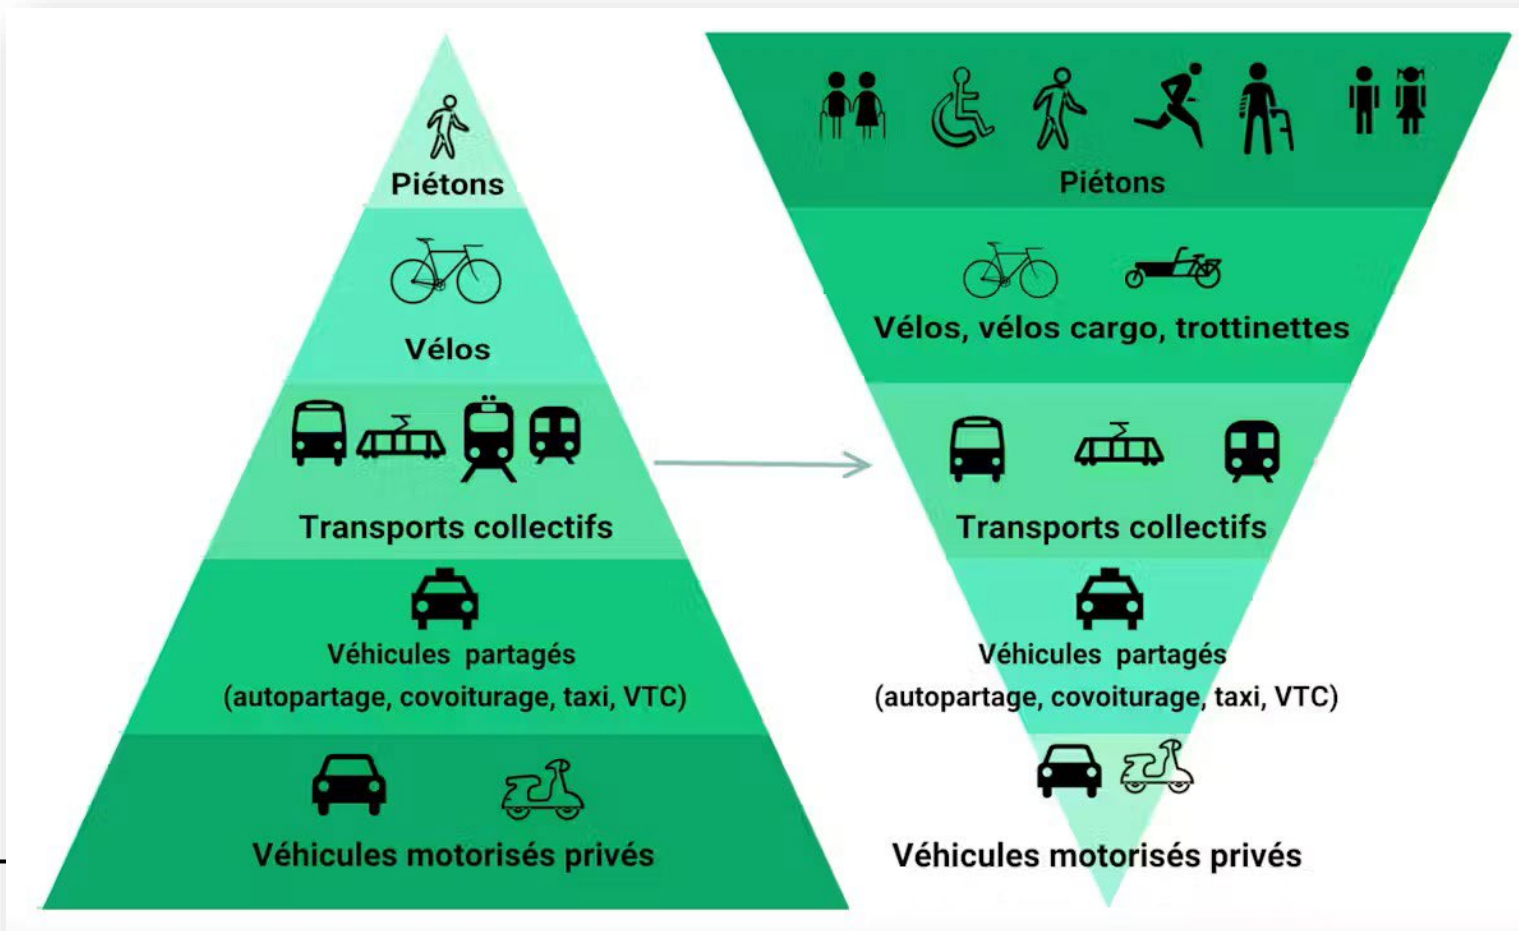 Piétons
Vélos
Transports collectifs
Véhicules partagés
(autopartage, covoiturage, taxi, VTC)
Véhicules motorisés privés
Piétons
Vélos, vélos cargo, trottinettes
Transports collectifs
Véhicules partagés
(autopartage, covoiturage, taxi, VTC)
Véhicules motorisés privés